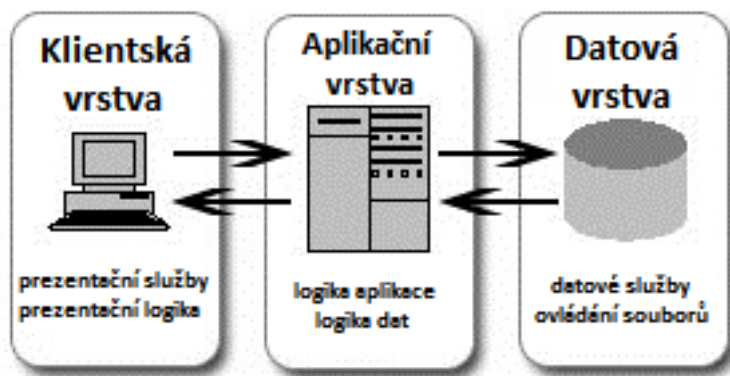 Klientská
vrstva
prezentační služby
prezentační logika
Aplikační
vrstva
logika aplikace
logika dat
Datová
vrstva
datové služby
ovládání souborů